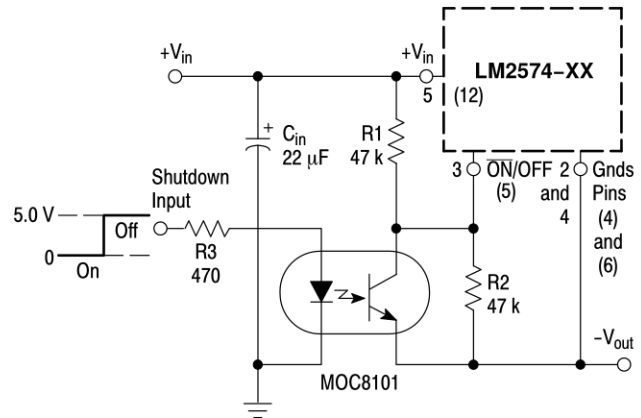 +Vin
+Vin
LM2574-XX
5
(12)
+
Cin
22 μF
R1
47 k
3
ON/OFF
(5)
2
and
4
Gnds
Pins
(4)
and
(6)
Shutdown
Input
5.0 V
Off
0
On
R3
470
R2
47 k
-Vout
MOC8101